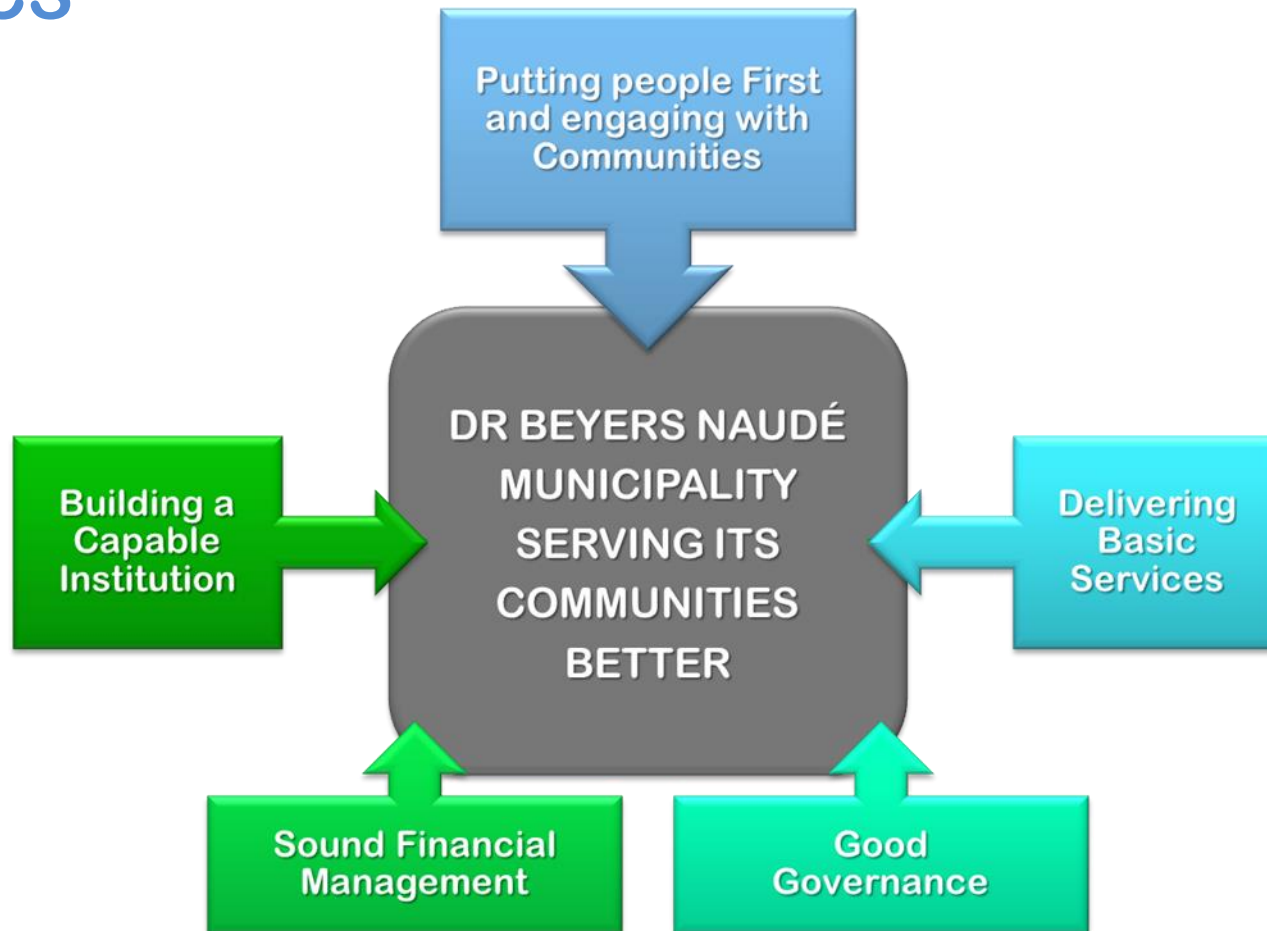 Putting people First
and engaging with
Communities
DR BEYERS NAUDÉ
MUNICIPALITY
SERVING ITS
COMMUNITIES
BETTER
Building a
Capable
Institution
Delivering
Basic
Services
Sound Financial
Management
Good
Governance